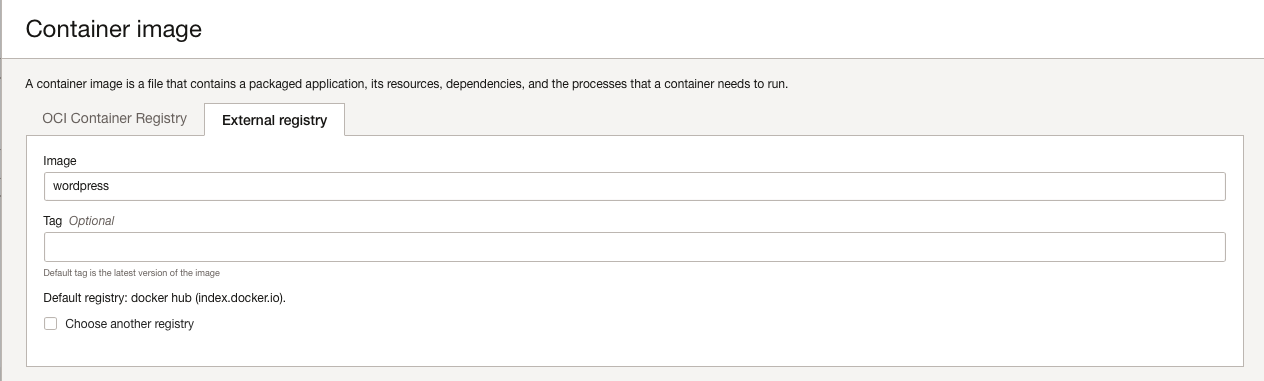 Container image
A container image is a file that contains a packaged application, its resources, dependencies, and the processes that a container needs to run.
OCI Container Registry
External registry
Image
wordpress
Tag Optional
Default tag is the latest version of the image
Default registry: docker hub (index.docker.io).
Choose another registry